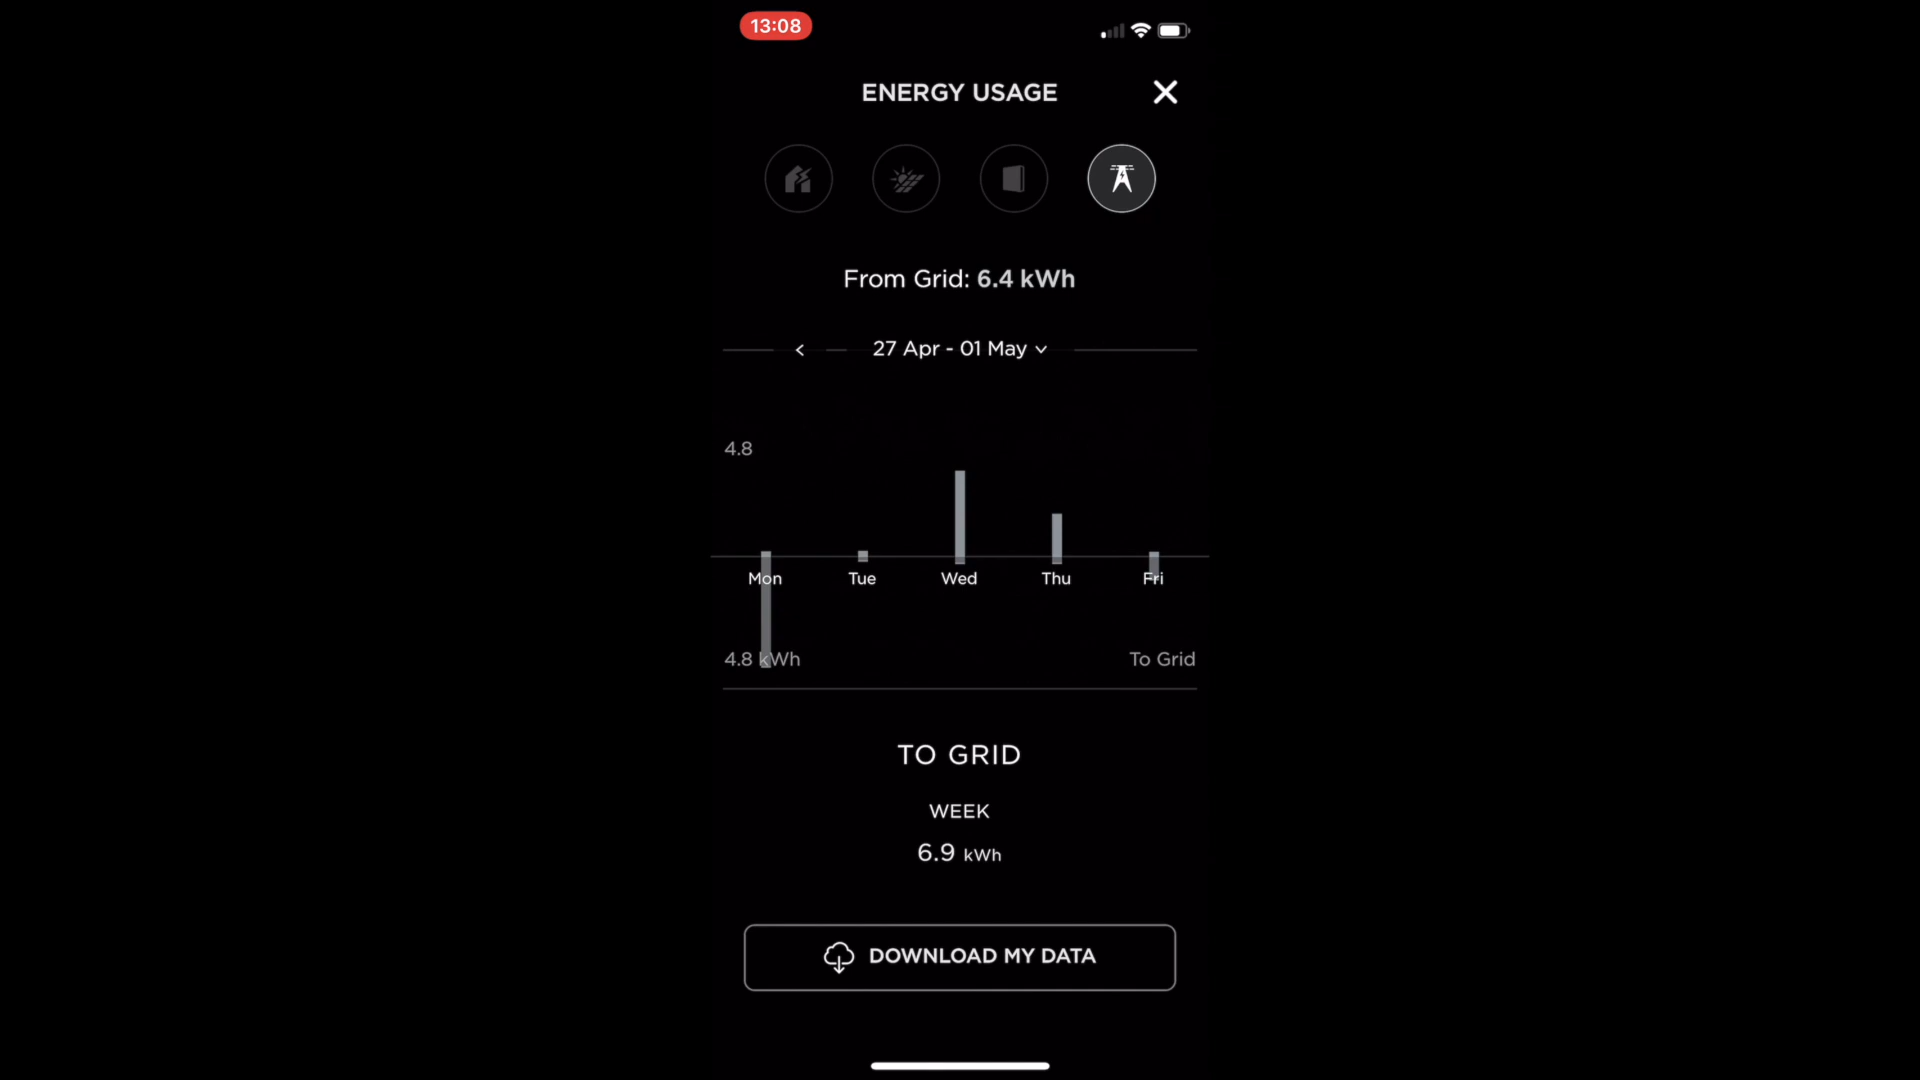 13:08
ENERGY USAGE
From Grid: 6.4 kWh
27 Apr - 01 May
4.8
Mon Tue Wed Thu Fri
4.8 kWh To Grid
TO GRID
WEEK
6.9 kWh
DOWNLOAD MY DATA